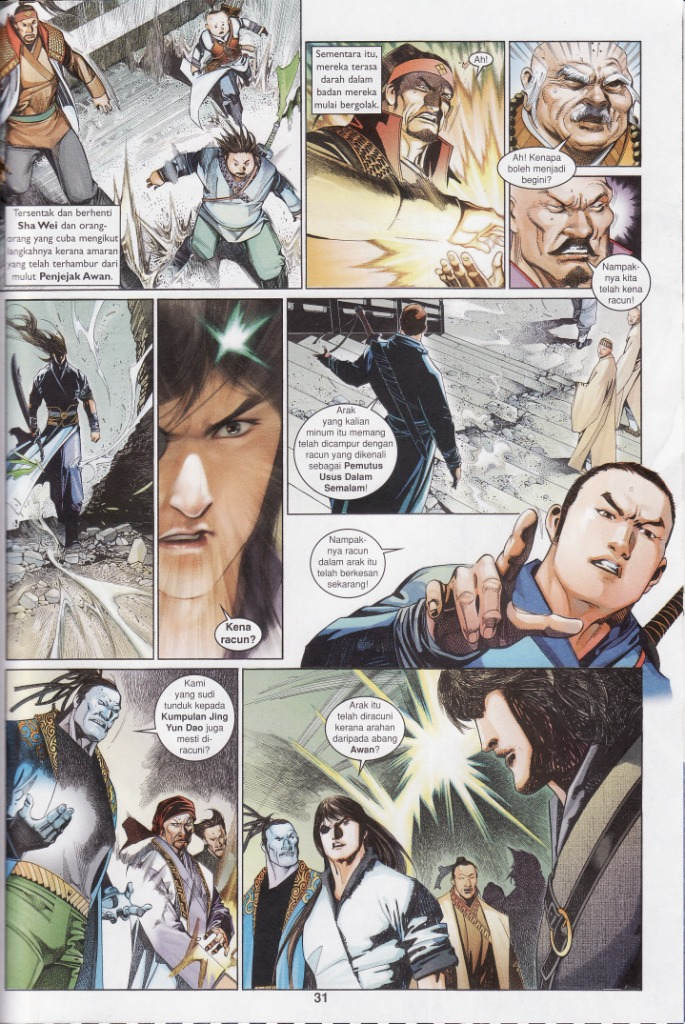 Tersentak dan berhenti
Sha Wei dan orang-
orang yang cuba mengikut
langkahnya kerana amaran
yang telah terhambur dari
mulut Penjejak Awan.
Sementara itu,
mereka terasa
darah dalam
badan mereka
mulai bergolak.
Ah!
Ah! Kenapa
boleh menjadi
begini?
Nampak-
nya kita
telah kena
racun!
Kena
racun?
Arak
yang kalian
minum itu memang
telah dicampur dengan
racun yang dikenali
sebagai Pemutus
Usus Dalam
Semalam!
Nampak-
nya racun
dalam arak itu
telah berkesan
sekarang!
Kami
yang sudi
tunduk kepada
Kumpulan Jing
Yun Dao juga
mesti di-
racuni?
Arak itu
telah diracuni
kerana arahan
daripada abang
Awan?
31